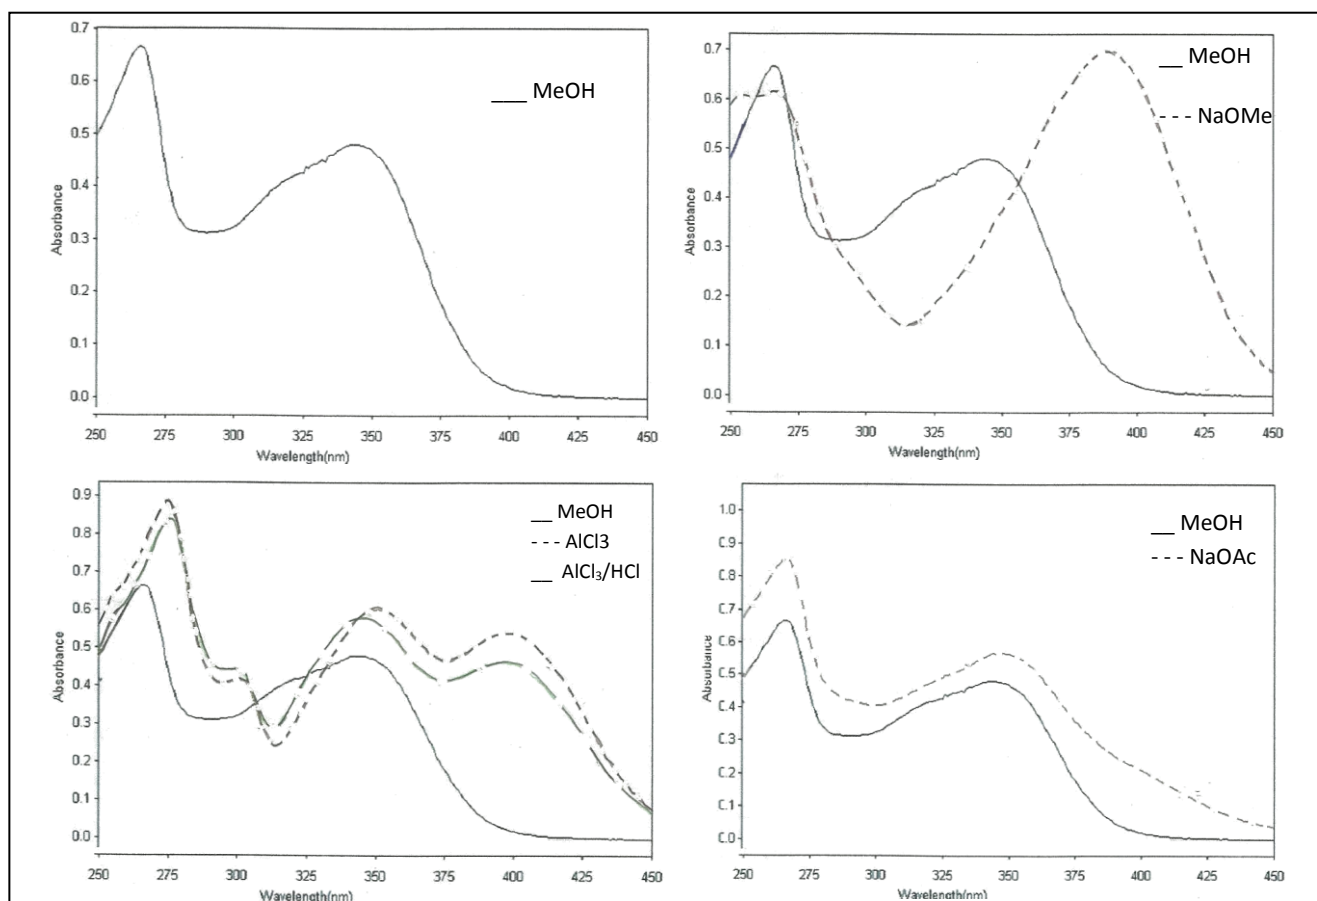 0.7
0.6
0.5
0.4
0.3
0.2
0.1
0.0
Absorbance
___ MeOH
250 275 300 325 350 375 400 425 450
Wavelength(nm)
0.7
0.6
0.5
0.4
0.3
0.2
0.1
0.0
Absorbance
__ MeOH
--- NaOMe
250 275 300 325 350 375 400 425 450
Wavelength(nm)
0.9
0.8
0.7
0.6
0.5
0.4
0.3
0.2
0.1
0.0
Absorbance
__ MeOH
--- AlCl3
__ AlCl₃/HCl
250 275 300 325 350 375 400 425 450
Wavelength(nm)
1.0
0.9
0.8
0.7
0.6
0.5
0.4
0.3
0.2
0.1
0.0
Absorbance
__ MeOH
--- NaOAc
250 275 300 325 350 375 400 425 450
Wavelength(nm)